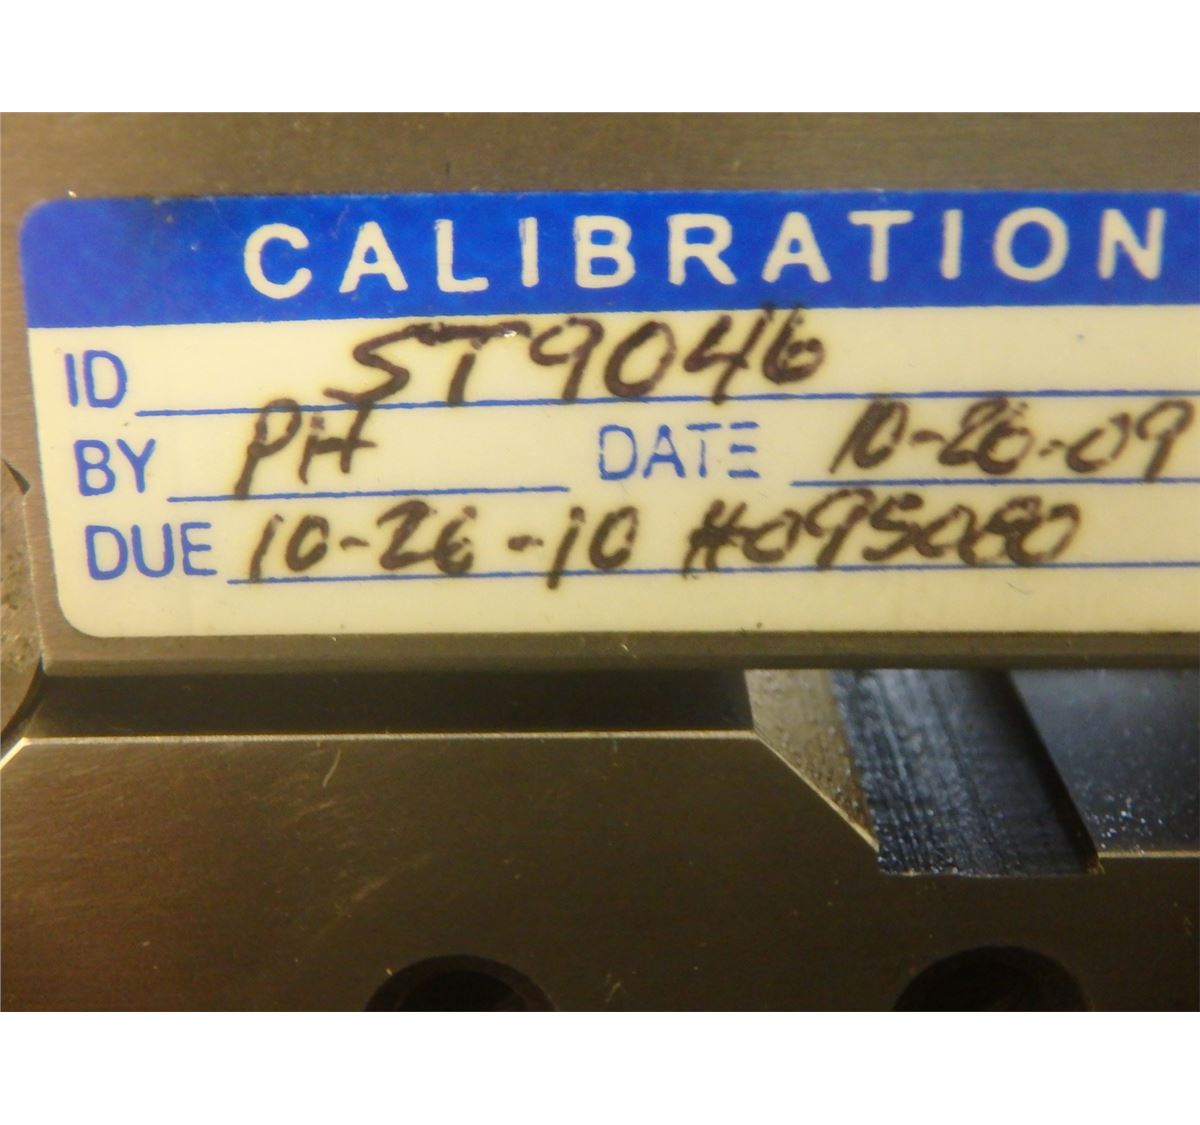 CALIBRATION
ID ST9046
BY PH DATE 10-26-09
DUE 10-26-10 #095080